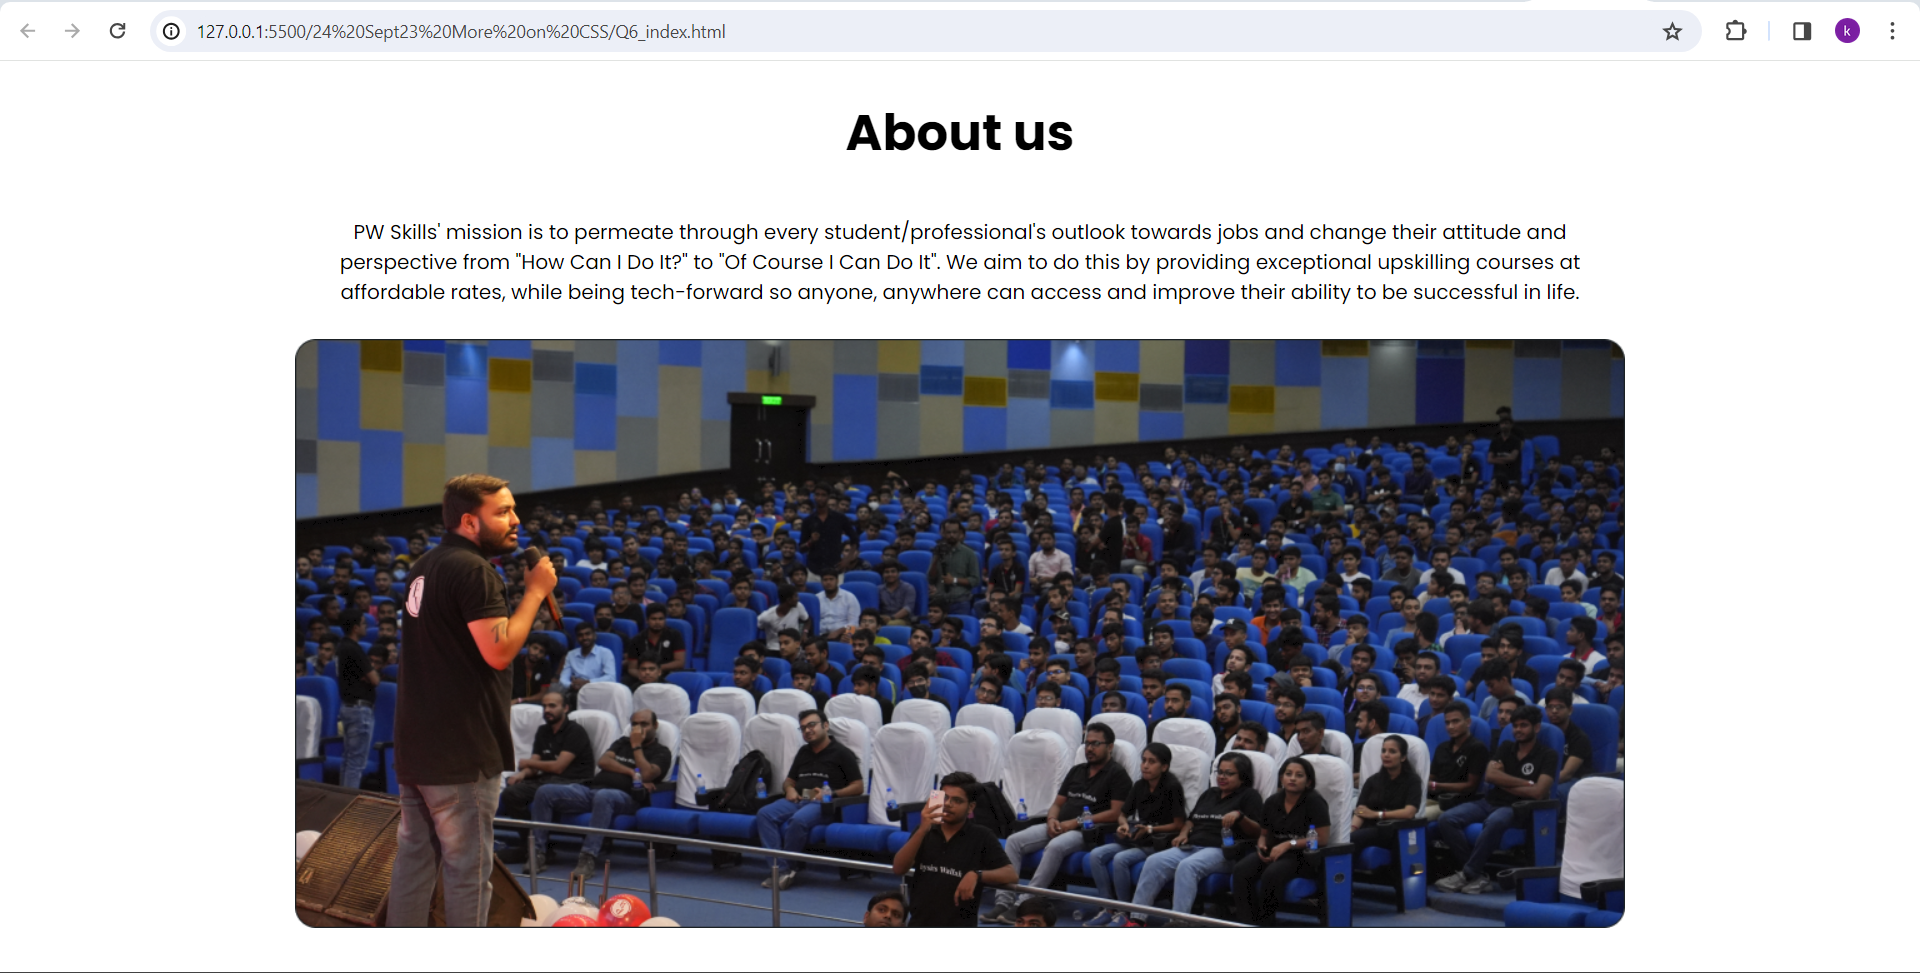 127.0.0.1:5500/24%20Sept23%20More%20on%20CSS/Q6_index.html
k
About us
PW Skills' mission is to permeate through every student/professional's outlook towards jobs and change their attitude and
perspective from "How Can I Do It?" to "Of Course I Can Do It". We aim to do this by providing exceptional upskilling courses at
affordable rates, while being tech-forward so anyone, anywhere can access and improve their ability to be successful in life.